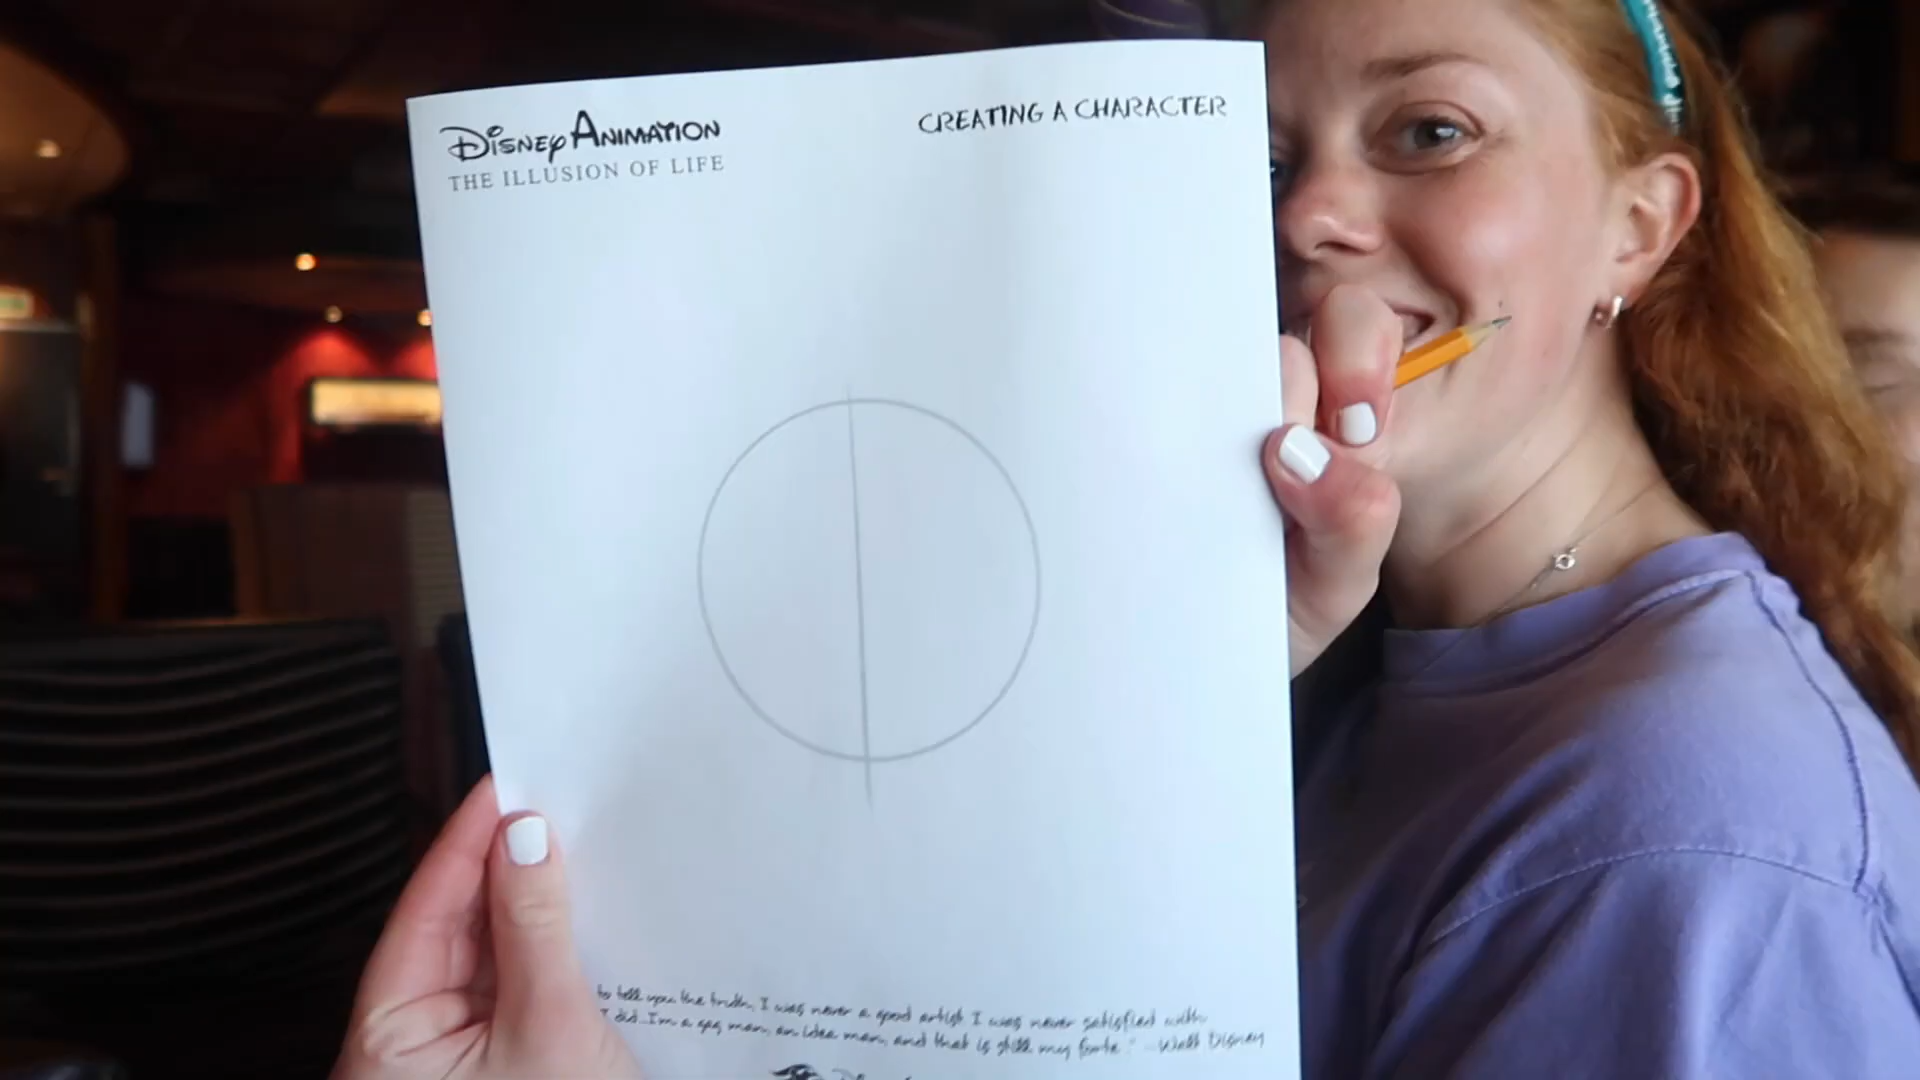 DISNEY ANIMATION
THE ILLUSION OF LIFE
CREATING A CHARACTER
to tell you the truth, I was never a good artist I was never satisfied with
I did...I'm a gag man, an idea man, and that is still my forte." - Walt Disney